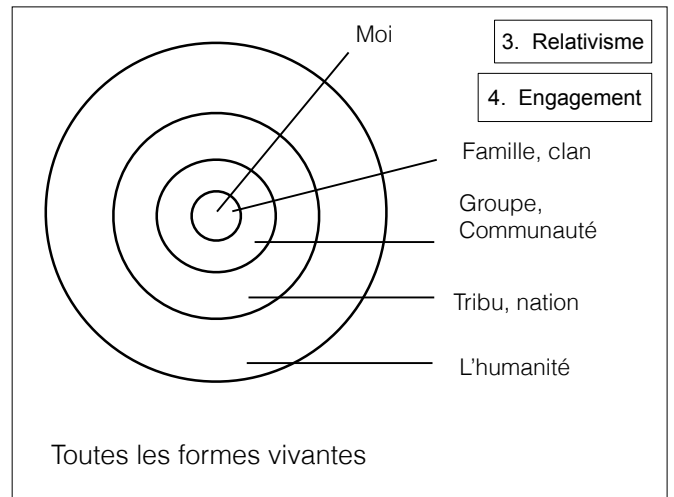 Moi
3. Relativisme
4. Engagement
Famille, clan
Groupe,
Communauté
Tribu, nation
L'humanité
Toutes les formes vivantes